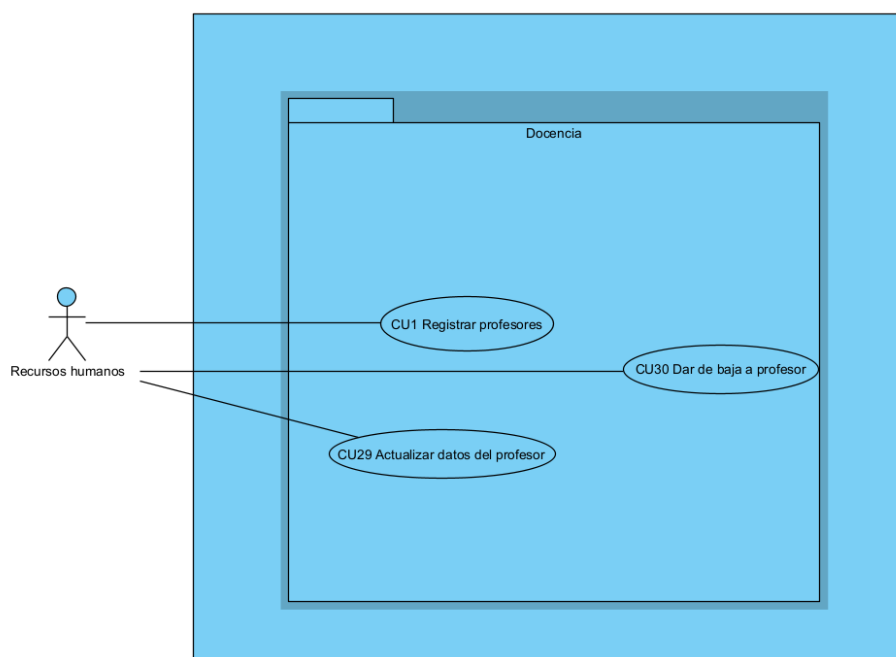 Docencia
CU1 Registrar profesores
Recursos humanos
CU30 Dar de baja a profesor
CU29 Actualizar datos del profesor